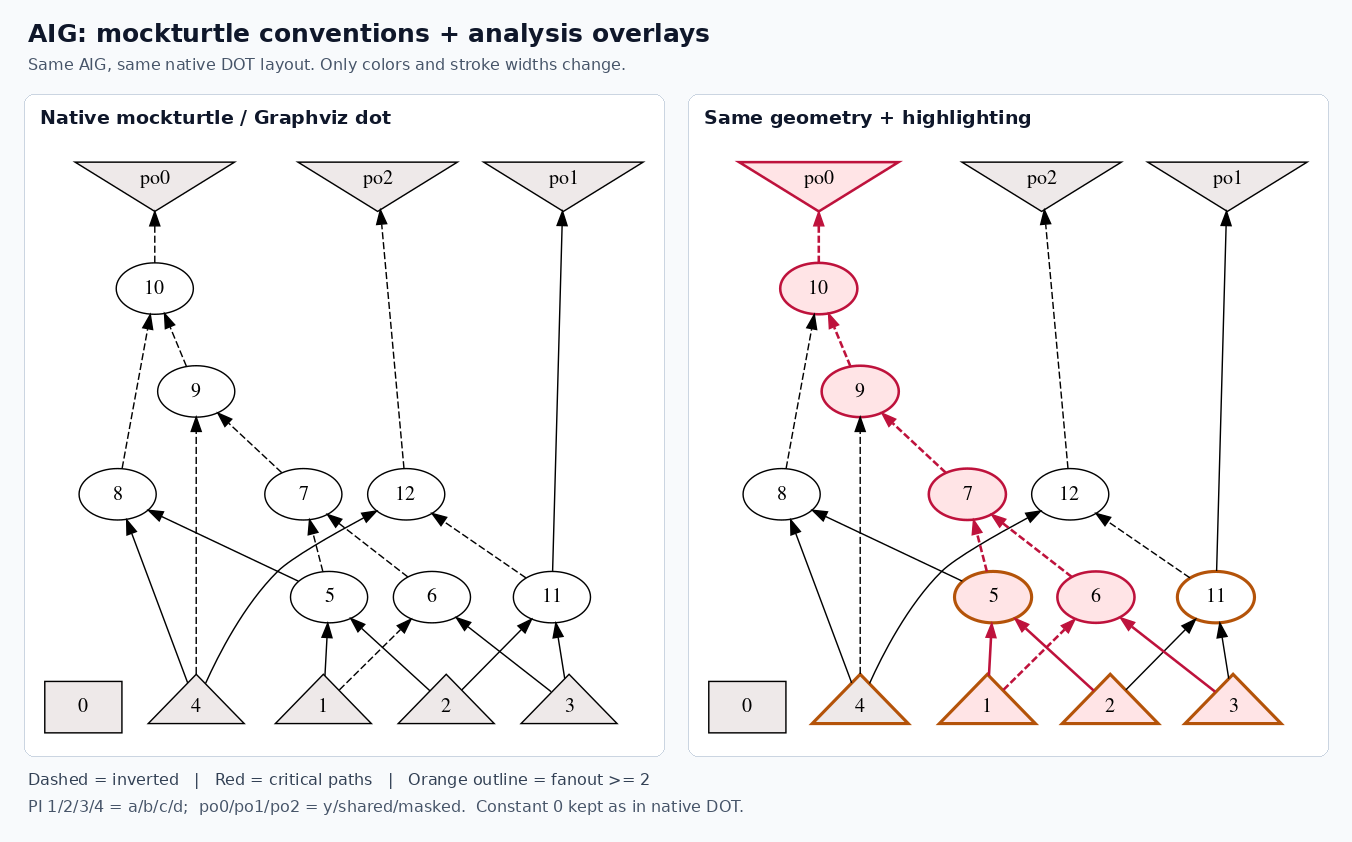 AIG: mockturtle conventions + analysis overlays
Same AIG, same native DOT layout. Only colors and stroke widths change.
Native mockturtle / Graphviz dot
po0
po2
po1
10
9
8
7
12
5
6
11
0
4
1
2
3
Same geometry + highlighting
po0
po2
po1
10
9
8
7
12
5
6
11
0
4
1
2
3
Dashed = inverted | Red = critical paths | Orange outline = fanout >= 2
PI 1/2/3/4 = a/b/c/d; po0/po1/po2 = y/shared/masked. Constant 0 kept as in native DOT.